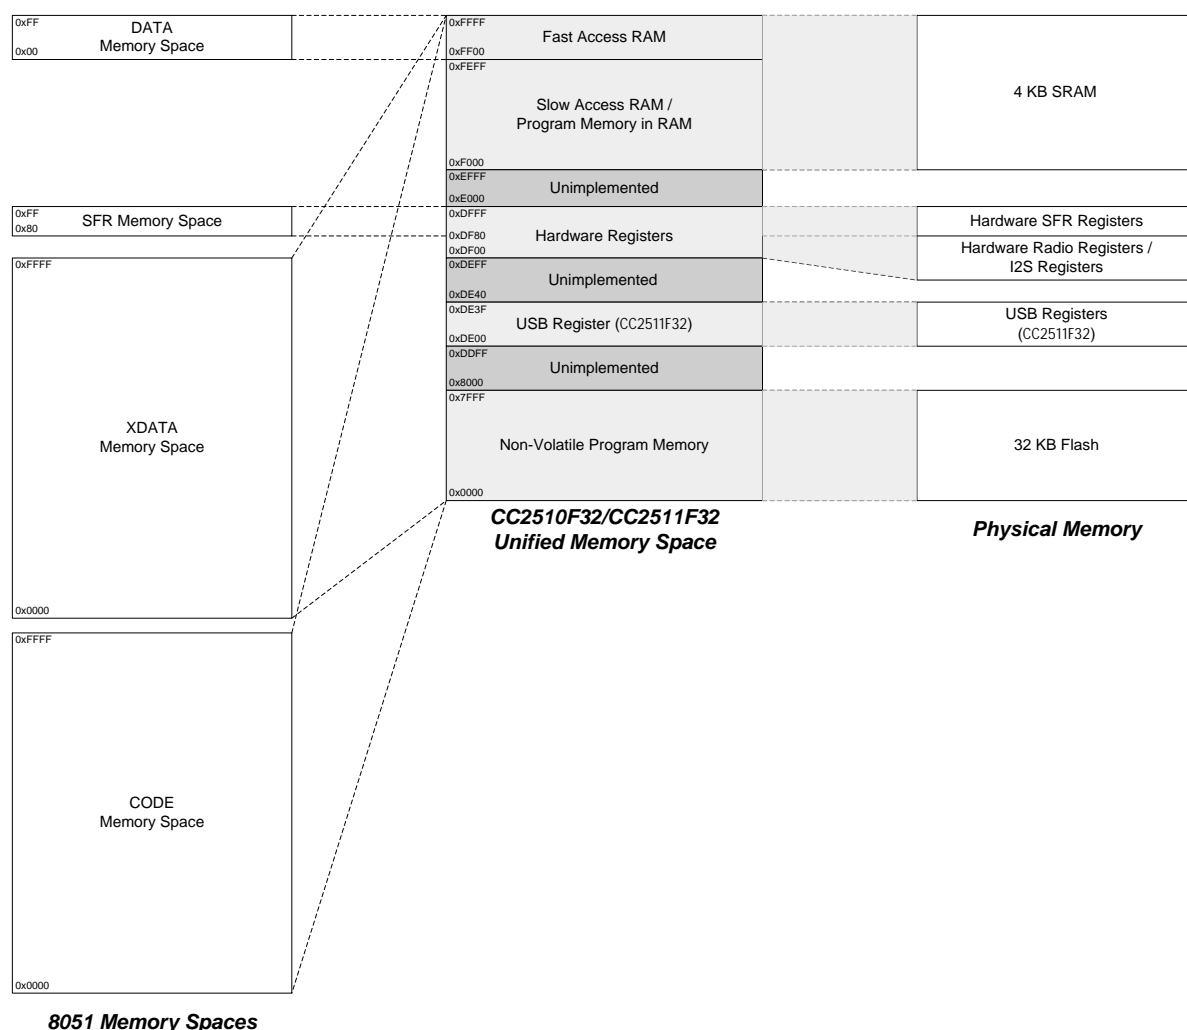 0xFF
DATA
Memory Space
0x00
0xFF
SFR Memory Space
0x80
0xFFFF
XDATA
Memory Space
0x0000
0xFFFF
CODE
Memory Space
0x0000
8051 Memory Spaces
0xFFFF
Fast Access RAM
0xFF00
0xFEFF
Slow Access RAM /
Program Memory in RAM
0xF000
0xEFFF
Unimplemented
0xE000
0xDFFF
0xDF80
Hardware Registers
0xDF00
0xDEFF
Unimplemented
0xDE40
0xDE3F
USB Register (CC2511F32)
0xDE00
0xDDFF
Unimplemented
0x8000
0x7FFF
Non-Volatile Program Memory
0x0000
CC2510F32/CC2511F32
Unified Memory Space
4 KB SRAM
Hardware SFR Registers
Hardware Radio Registers /
I2S Registers
USB Registers
(CC2511F32)
32 KB Flash
Physical Memory